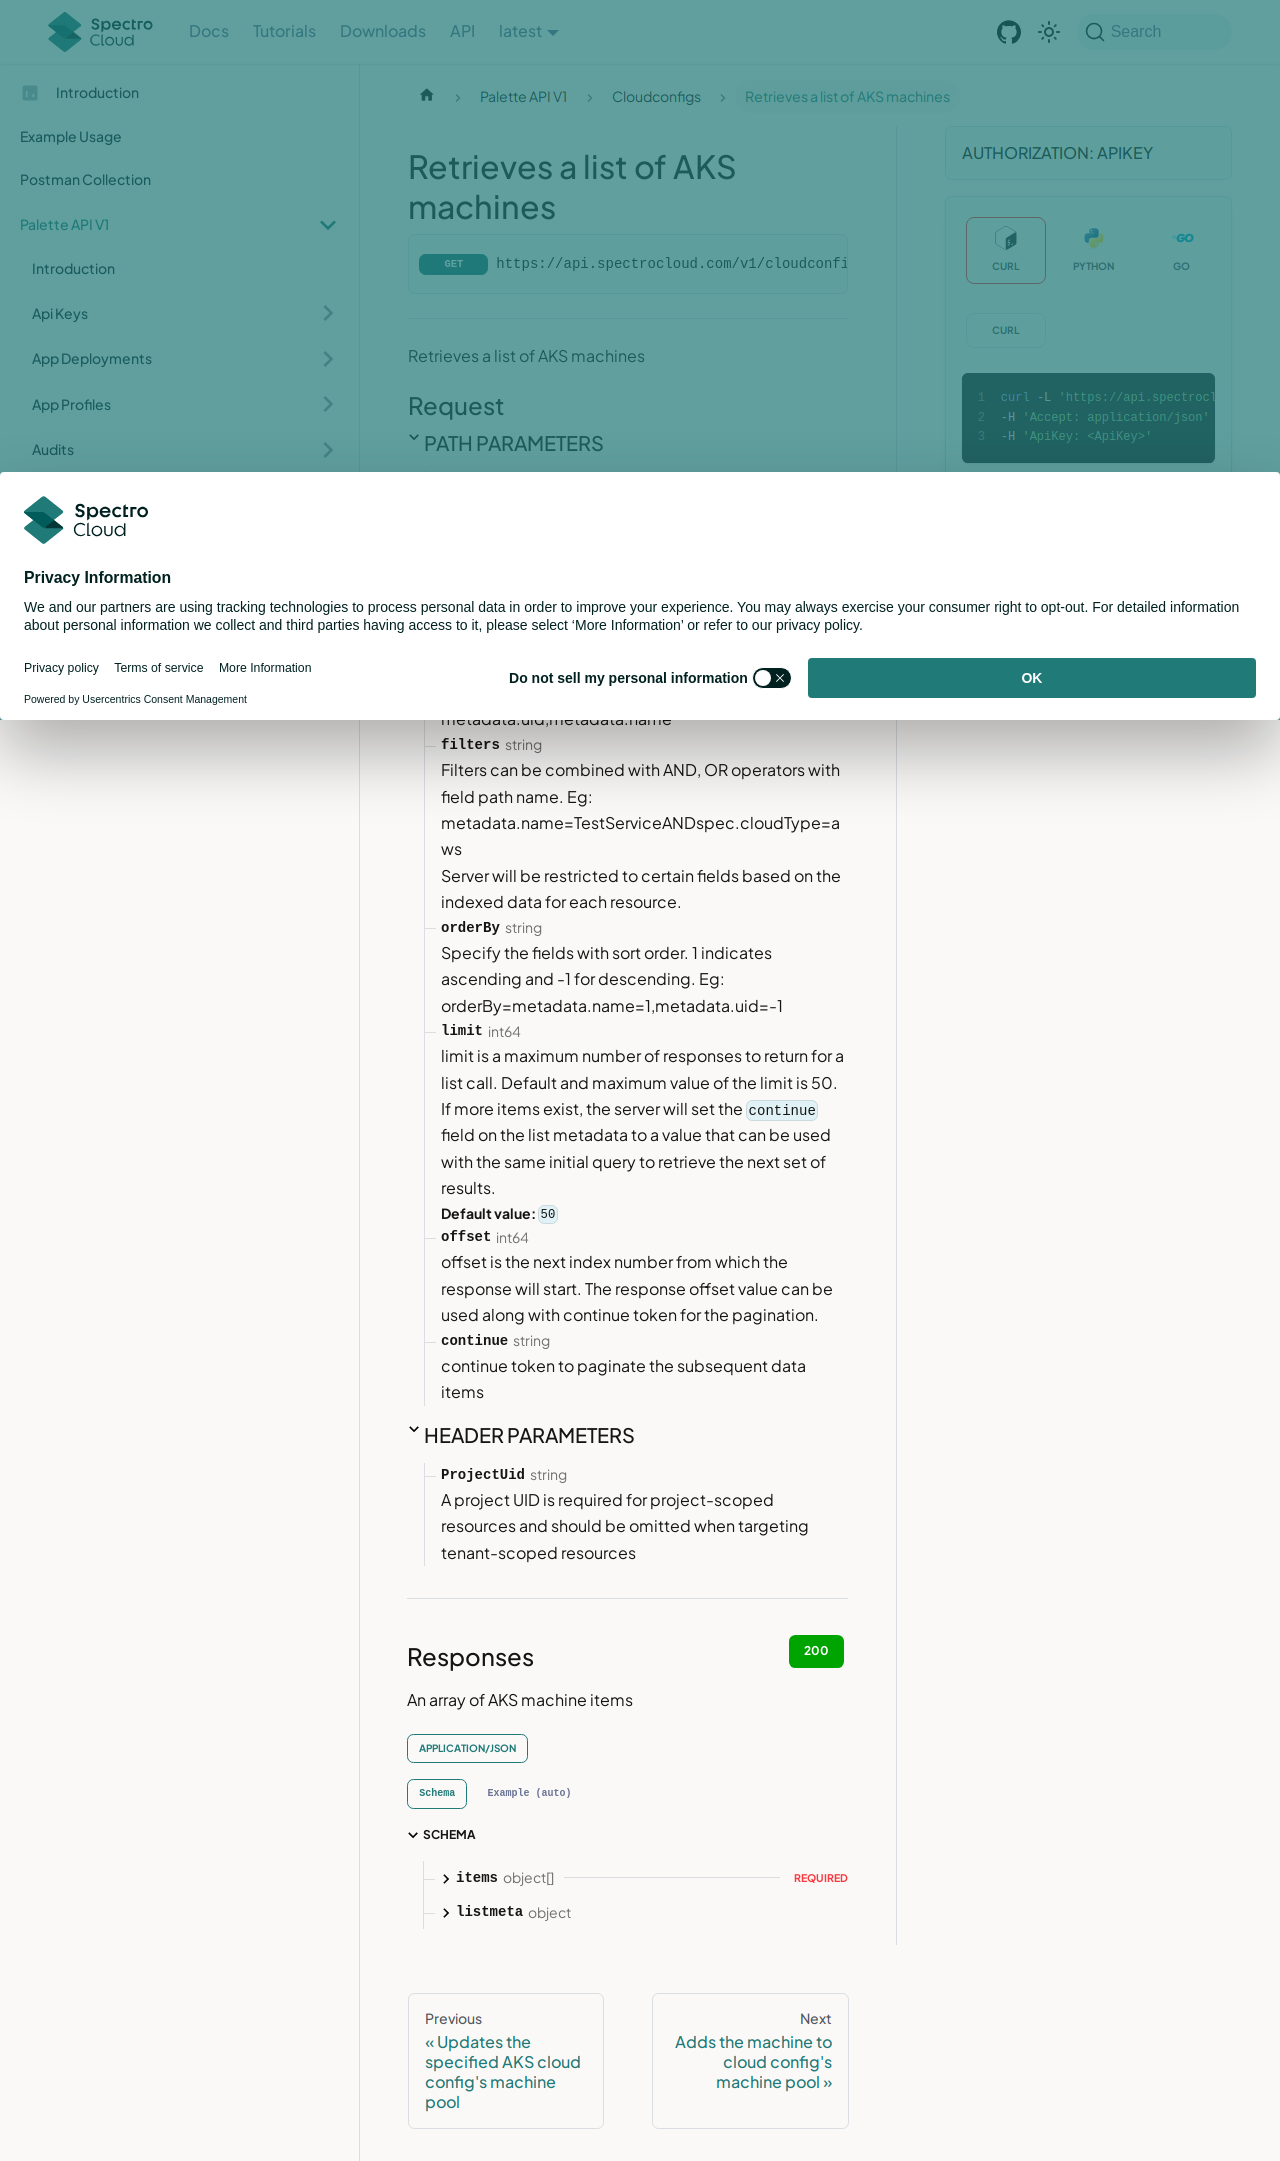 Spectro
Cloud
Docs
Tutorials
Downloads
API
latest
Search
Introduction
Example Usage
Postman Collection
Palette API V1
Introduction
Api Keys
App Deployments
App Profiles
Audits
Palette API V1
Cloudconfigs
Retrieves a list of AKS machines
Retrieves a list of AKS
machines
GET
https://api.spectrocloud.com/v1/cloudconfi
Retrieves a list of AKS machines
Request
PATH PARAMETERS
AUTHORIZATION: APIKEY
CURL
PYTHON
GO
CURL
1 curl -L 'https://api.spectrocl
2 -H 'Accept: application/json'
3 -H 'ApiKey: <ApiKey>'
Spectro
Cloud
Privacy Information
We and our partners are using tracking technologies to process personal data in order to improve your experience. You may always exercise your consumer right to opt-out. For detailed information
about personal information we collect and third parties having access to it, please select ‘More Information’ or refer to our privacy policy.
Privacy policy
Terms of service
More Information
Do not sell my personal information
OK
Powered by Usercentrics Consent Management
metadata.uid,metadata.name
filters string
Filters can be combined with AND, OR operators with
field path name. Eg:
metadata.name=TestServiceANDspec.cloudType=a
ws
Server will be restricted to certain fields based on the
indexed data for each resource.
orderBy string
Specify the fields with sort order. 1 indicates
ascending and -1 for descending. Eg:
orderBy=metadata.name=1,metadata.uid=-1
limit int64
limit is a maximum number of responses to return for a
list call. Default and maximum value of the limit is 50.
If more items exist, the server will set the continue
field on the list metadata to a value that can be used
with the same initial query to retrieve the next set of
results.
Default value: 50
offset int64
offset is the next index number from which the
response will start. The response offset value can be
used along with continue token for the pagination.
continue string
continue token to paginate the subsequent data
items
HEADER PARAMETERS
ProjectUid string
A project UID is required for project-scoped
resources and should be omitted when targeting
tenant-scoped resources
Responses
200
An array of AKS machine items
APPLICATION/JSON
Schema
Example (auto)
SCHEMA
items object[]
REQUIRED
listmeta object
Previous
« Updates the
specified AKS cloud
config's machine
pool
Next
Adds the machine to
cloud config's
machine pool »